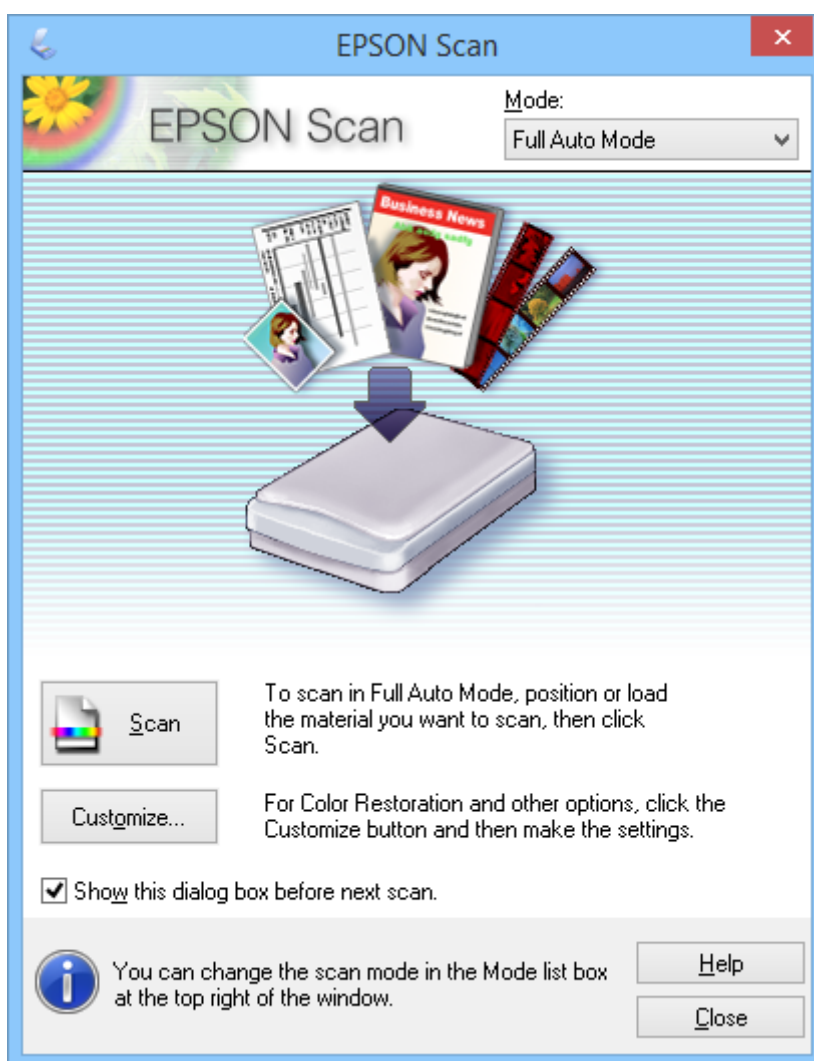 EPSON Scan
EPSON Scan
Mode:
Full Auto Mode
Business News
Scan
To scan in Full Auto Mode, position or load
the material you want to scan, then click
Scan.
Customize...
For Color Restoration and other options, click the
Customize button and then make the settings.
Show this dialog box before next scan.
You can change the scan mode in the Mode list box
at the top right of the window.
Help
Close